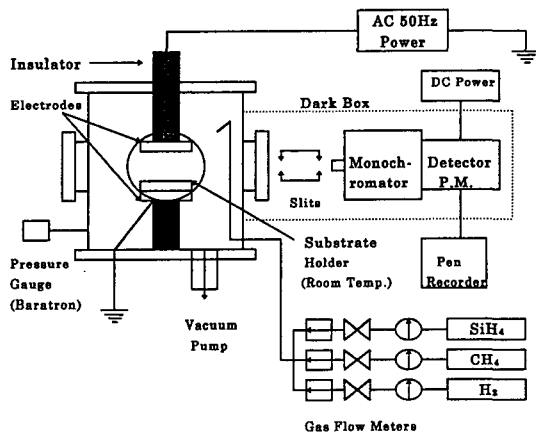 AC 50Hz
Power
Insulator
Electrodes
Dark Box
DC Power
Monoch-
romator
Detector
P.M.
Slits
Pressure
Gauge
(Baratron)
Substrate
Holder
(Room Temp.)
Pen
Recorder
Vacuum
Pump
SiH₄
CH₄
H₂
Gas Flow Meters